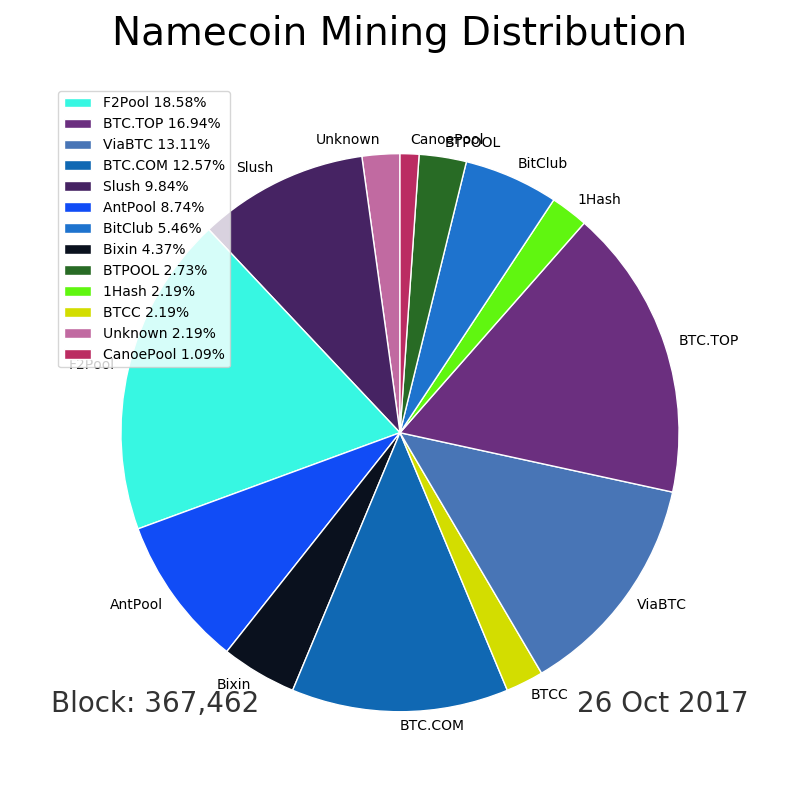 Namecoin Mining Distribution
F2Pool 18.58%
BTC.TOP 16.94%
ViaBTC 13.11%
BTC.COM 12.57%
Slush 9.84%
AntPool 8.74%
BitClub 5.46%
Bixin 4.37%
BTPOOL 2.73%
1Hash 2.19%
BTCC 2.19%
Unknown 2.19%
CanoePool 1.09%
Unknown
CanoePool
BTPOOL
BitClub
Slush
1Hash
BTC.TOP
F2Pool
AntPool
ViaBTC
Bixin
BTCC
BTC.COM
Block: 367,462
26 Oct 2017